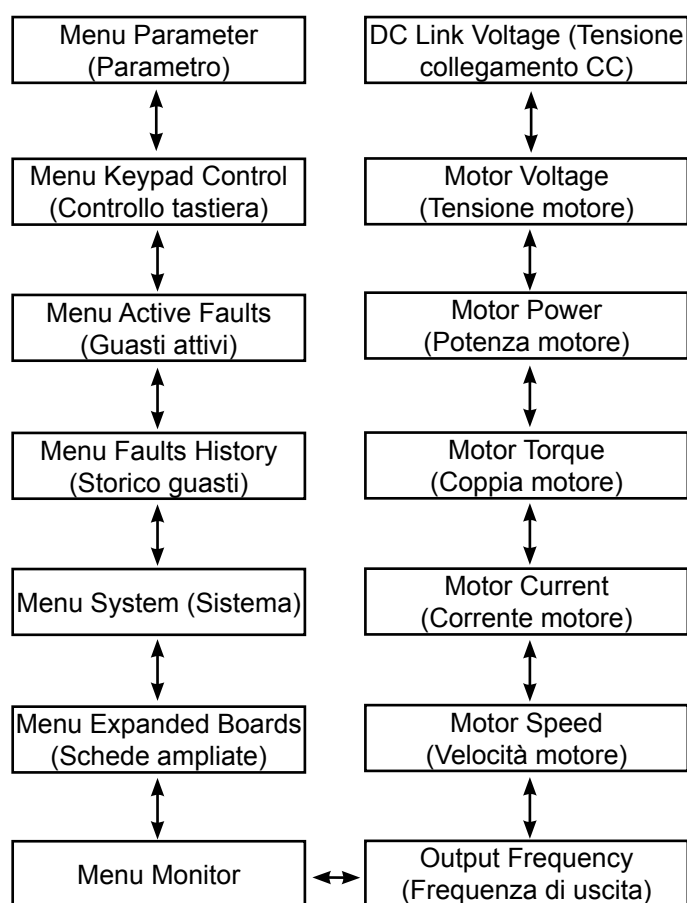 Menu Parameter
(Parametro)
Menu Keypad Control
(Controllo tastiera)
Menu Active Faults
(Guasti attivi)
Menu Faults History
(Storico guasti)
Menu System (Sistema)
Menu Expanded Boards
(Schede ampliate)
Menu Monitor
DC Link Voltage (Tensione
collegamento CC)
Motor Voltage
(Tensione motore)
Motor Power
(Potenza motore)
Motor Torque
(Coppia motore)
Motor Current
(Corrente motore)
Motor Speed
(Velocità motore)
Output Frequency
(Frequenza di uscita)